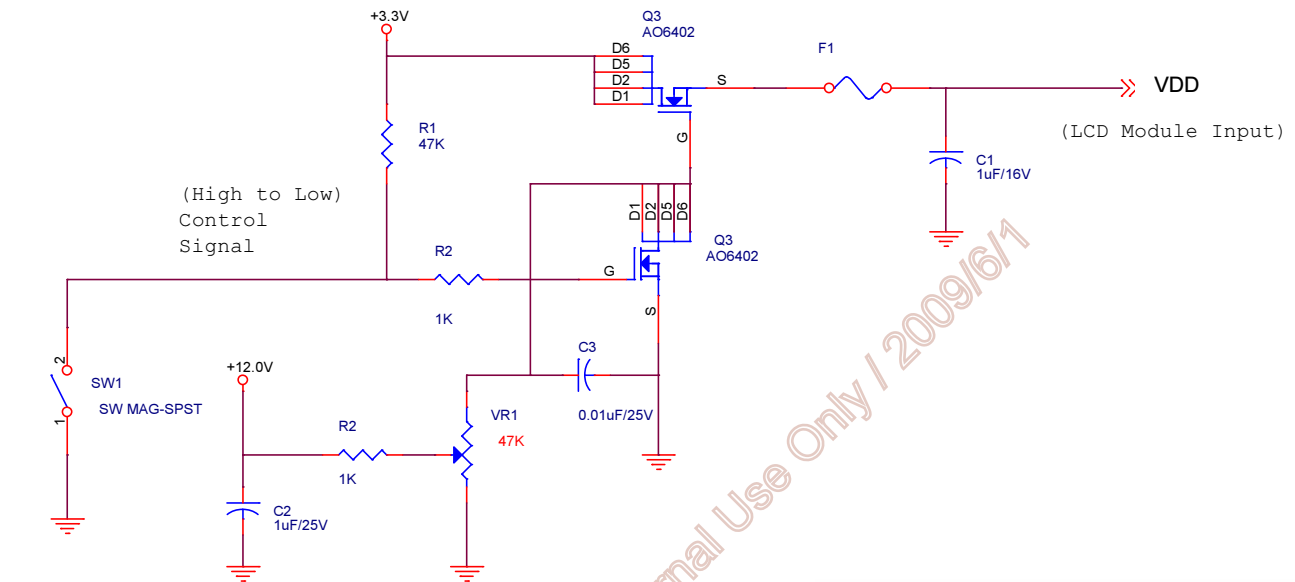 +3.3V
Q3
AO6402
D6
D5
D2
D1
S
G
F1
VDD
(LCD Module Input)
R1
47K
C1
1uF/16V
(High to Low)
Control
Signal
D1
D2
D5
D6
Q3
AO6402
R2
1K
G
S
2
1
SW1
SW MAG-SPST
+12.0V
C3
0.01uF/25V
VR1
47K
R2
1K
C2
1uF/25V
Use Only / 2009/6/1